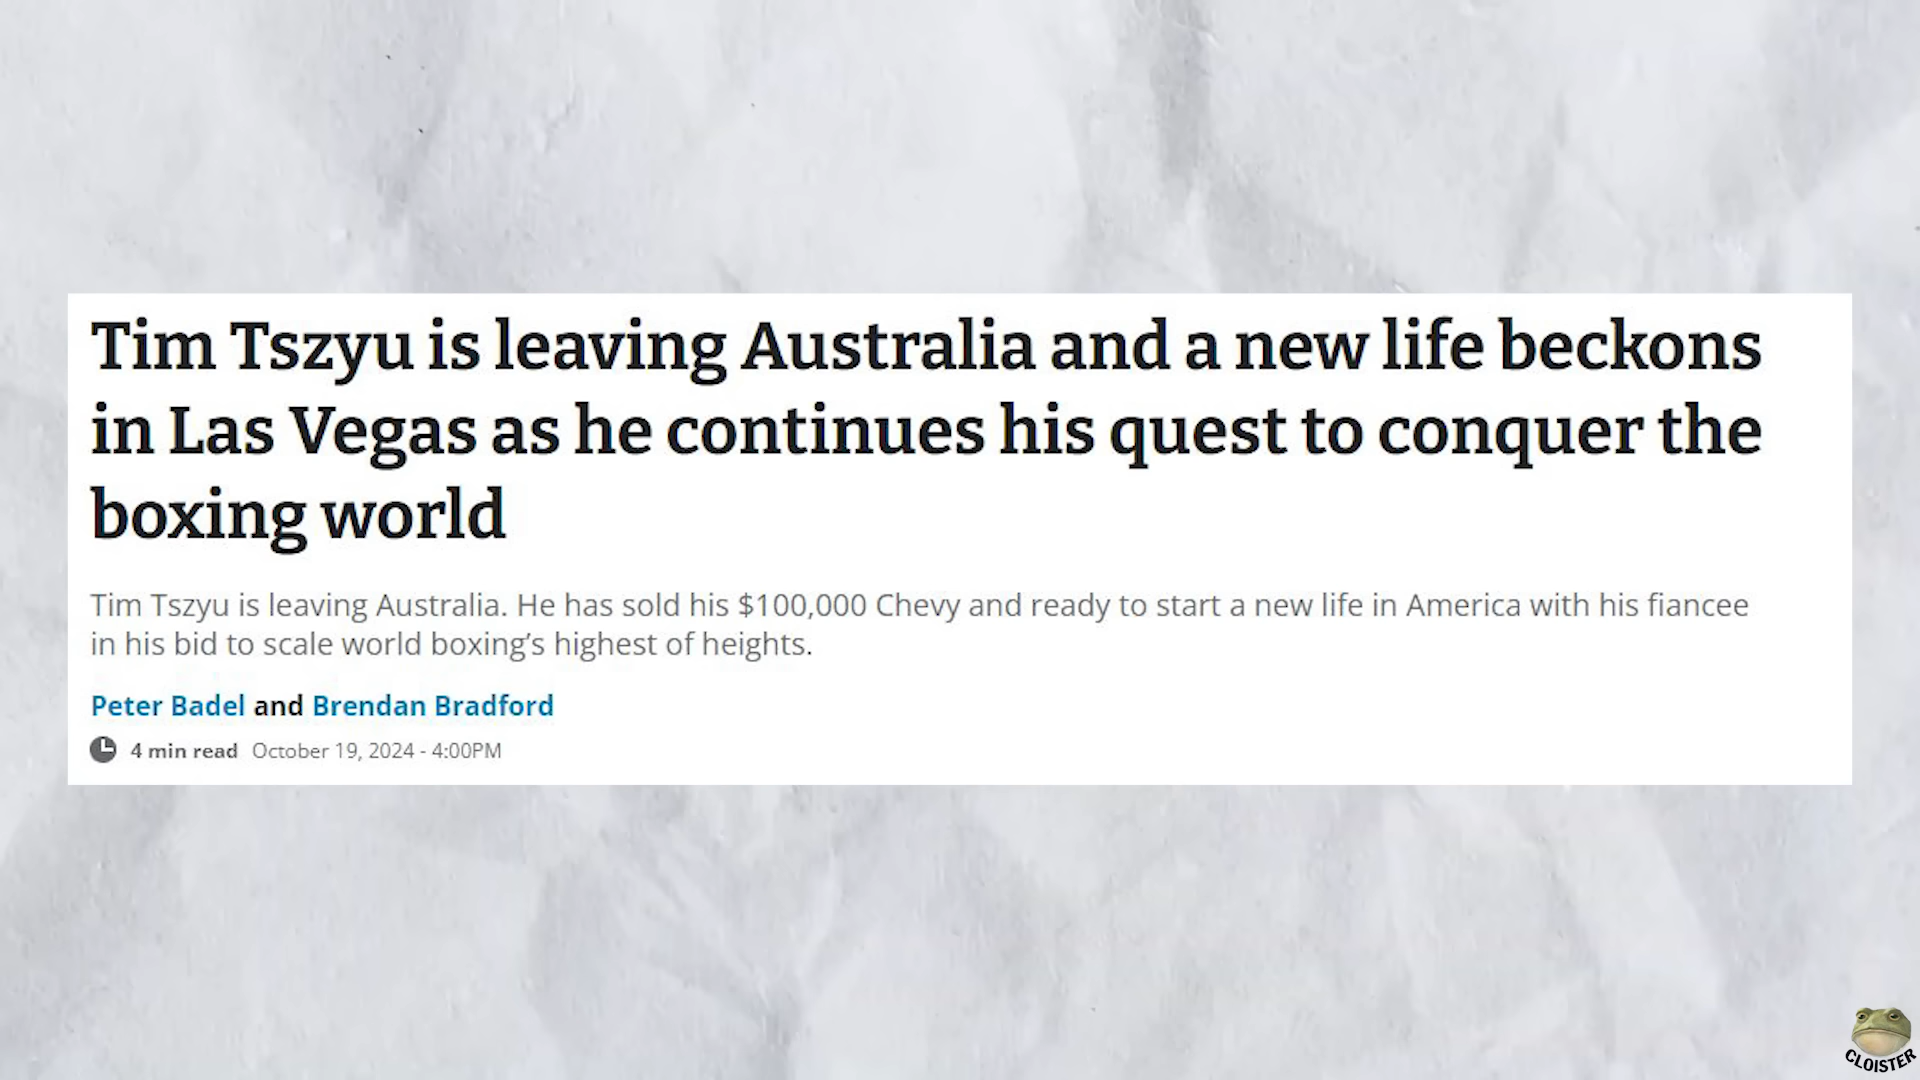 Tim Tszyu is leaving Australia and a new life beckons
in Las Vegas as he continues his quest to conquer the
boxing world
Tim Tszyu is leaving Australia. He has sold his $100,000 Chevy and ready to start a new life in America with his fiancee
in his bid to scale world boxing’s highest of heights.
Peter Badel and Brendan Bradford
4 min read October 19, 2024 - 4:00PM
CLOISTER